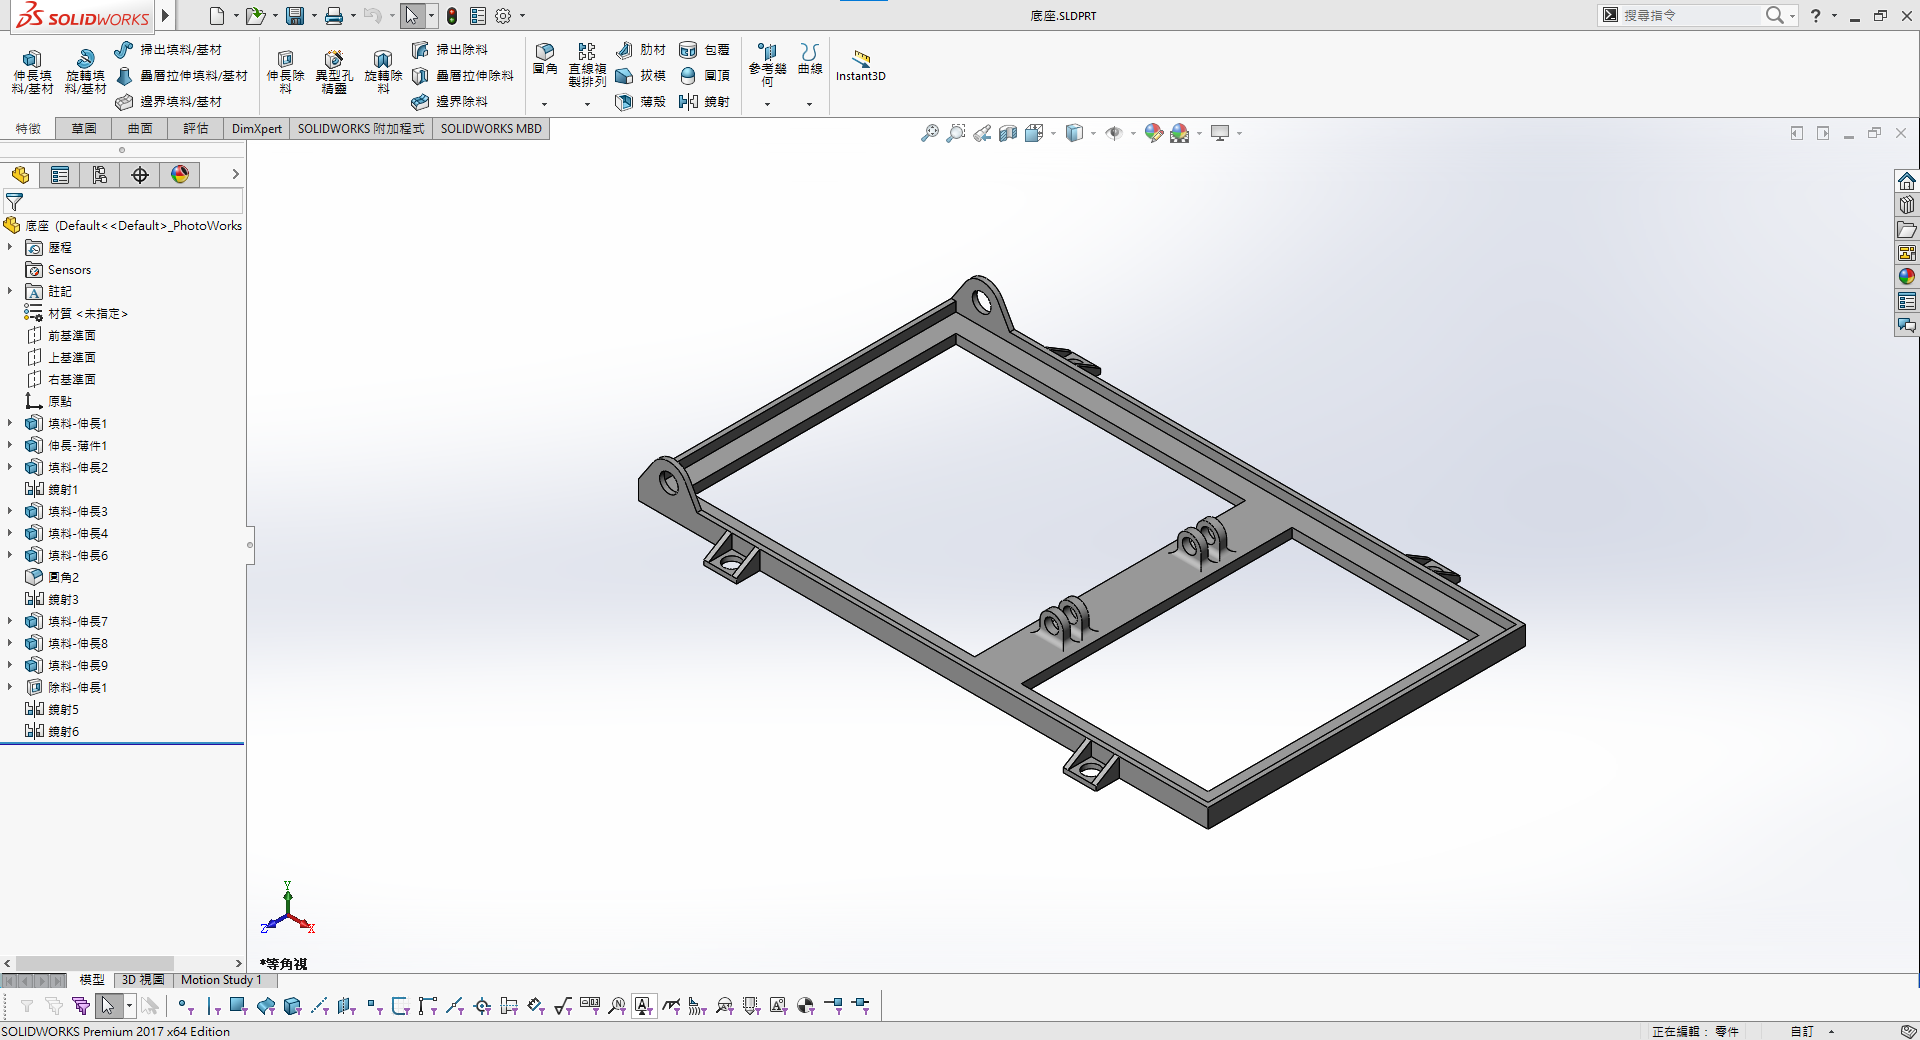 SOLIDWORKS
底座.SLDPRT
搜尋指令
伸長填料/基材
旋轉填料/基材
掃出填料/基材
疊層拉伸填料/基材
邊界填料/基材
伸長除料
異型孔精靈
旋轉除料
掃出除料
疊層拉伸除料
邊界除料
圓角
直線複製排列
肋材
拔模
薄殼
包覆
圓頂
鏡射
參考幾何
曲線
Instant3D
特徵
草圖
曲面
評估
DimXpert
SOLIDWORKS 附加程式
SOLIDWORKS MBD
底座 (Default<<Default>_PhotoWorks
歷程
Sensors
註記
材質 <未指定>
前基準面
上基準面
右基準面
原點
填料-伸長1
伸長-薄件1
填料-伸長2
鏡射1
填料-伸長3
填料-伸長4
填料-伸長6
圓角2
鏡射3
填料-伸長7
填料-伸長8
填料-伸長9
除料-伸長1
鏡射5
鏡射6
Y
Z
X
*等角視
模型
3D 視圖
Motion Study 1
SOLIDWORKS Premium 2017 x64 Edition
正在編輯： 零件
自訂